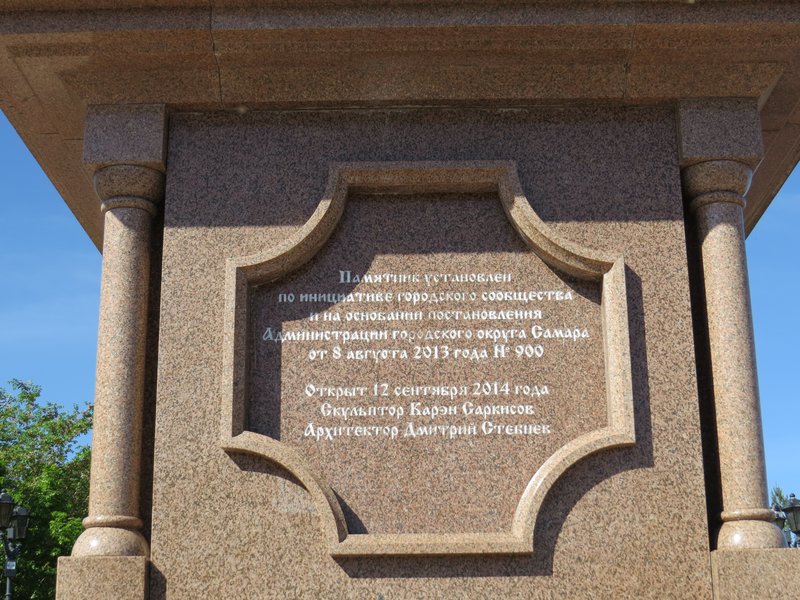 Памятник установлен
по инициативе городского сообщества
и на основании постановления
Администрации городского округа Самара
от 8 августа 2013 года № 900
Открыт 12 сентября 2014 года
Скульптор Карэн Саркисов
Архитектор Дмитрий Стебнев